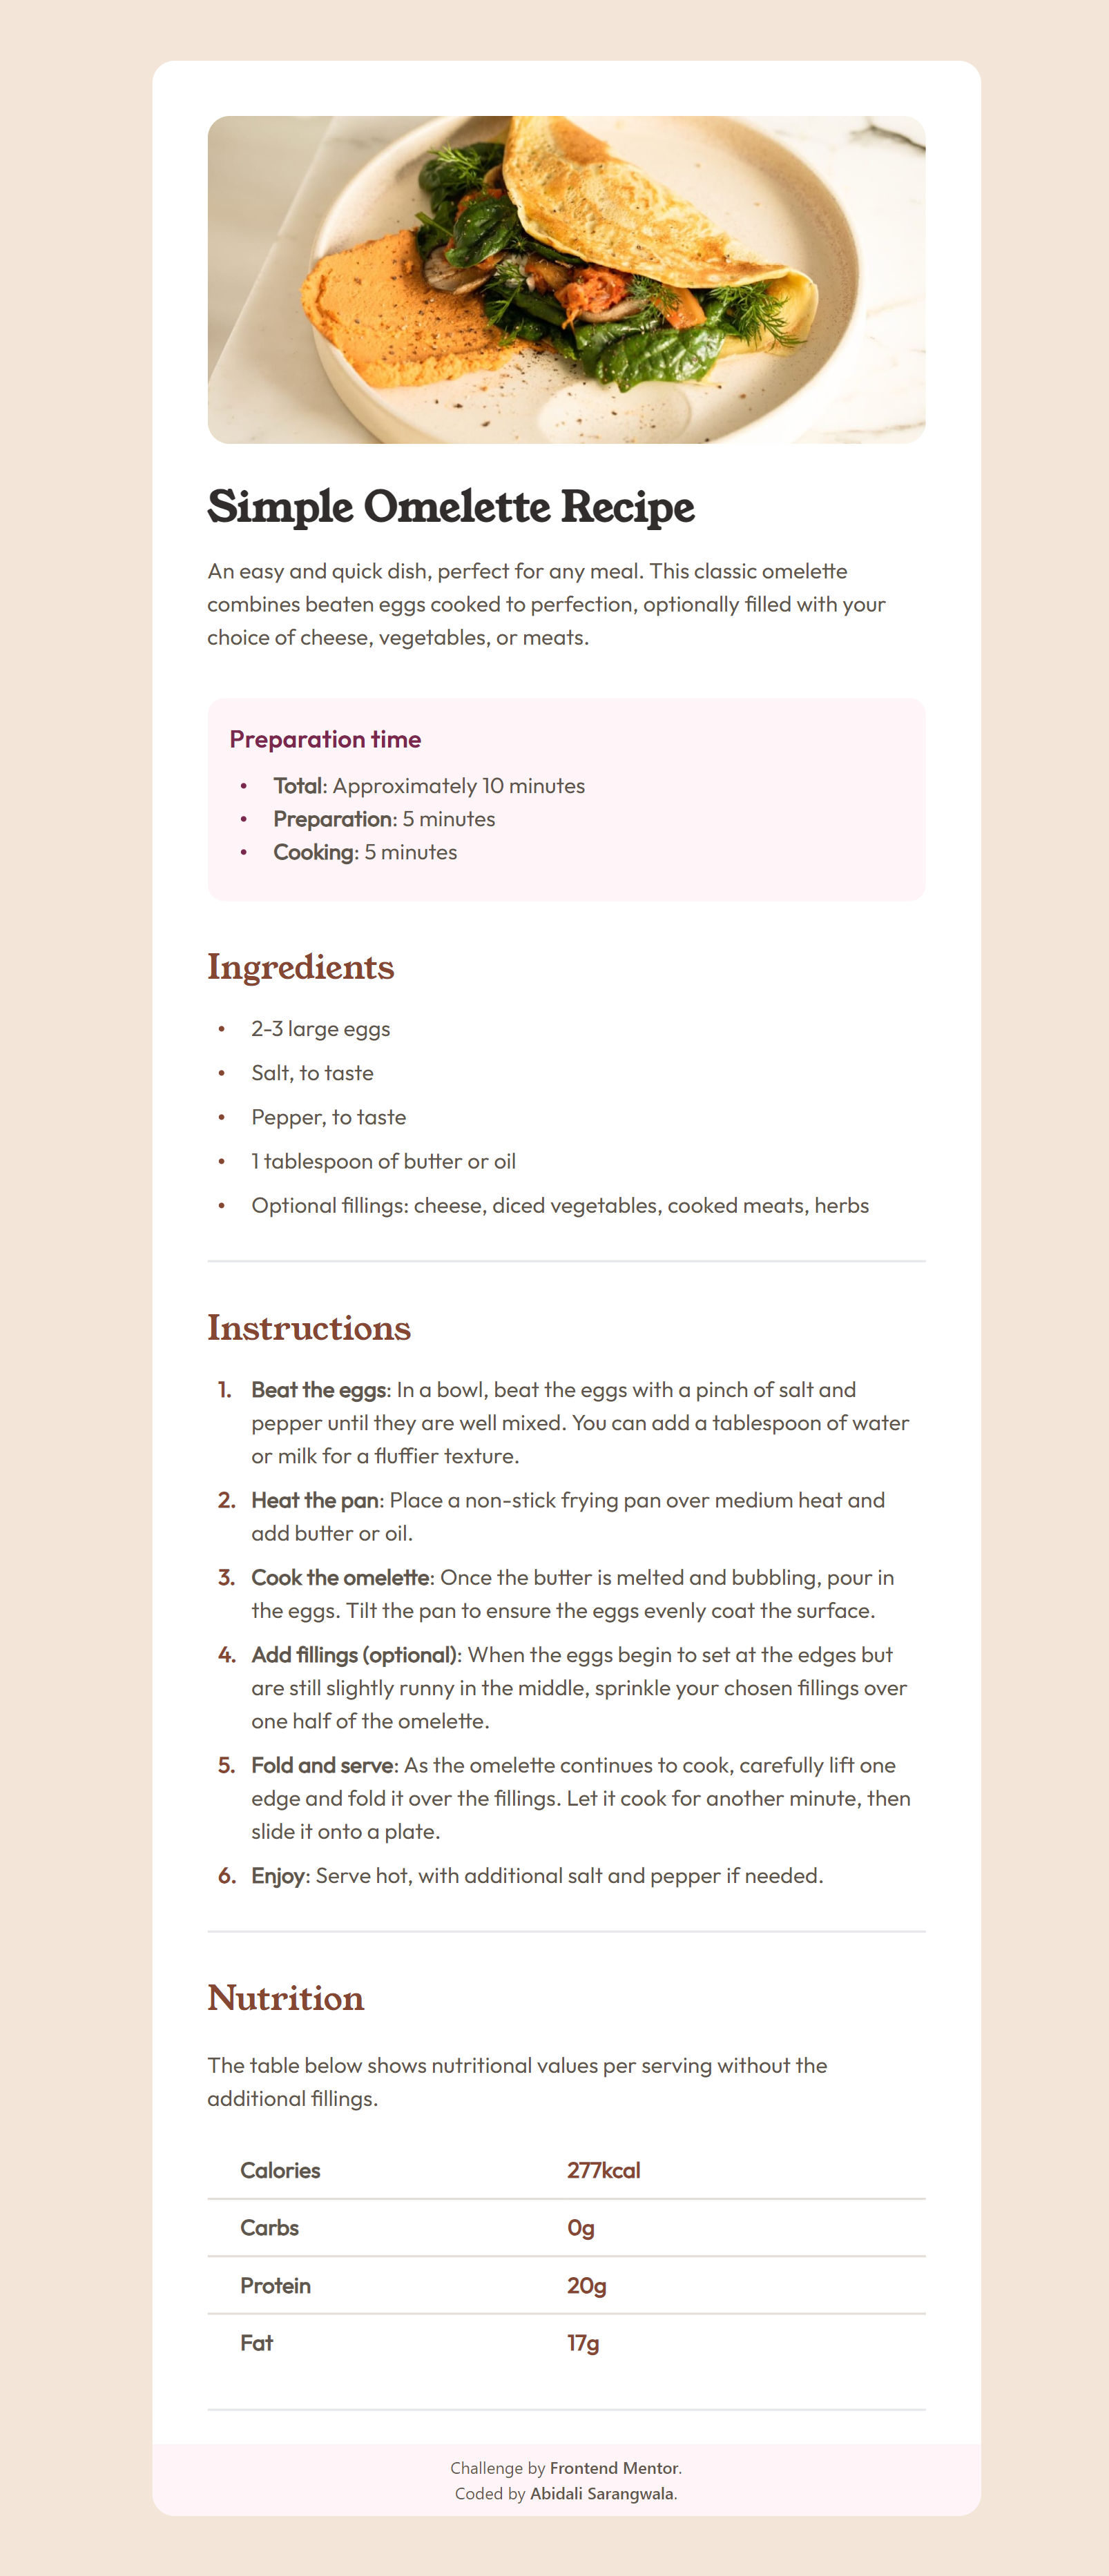 Simple Omelette Recipe
An easy and quick dish, perfect for any meal. This classic omelette
combines beaten eggs cooked to perfection, optionally filled with your
choice of cheese, vegetables, or meats.
Preparation time
• Total: Approximately 10 minutes
• Preparation: 5 minutes
• Cooking: 5 minutes
Ingredients
• 2-3 large eggs
• Salt, to taste
• Pepper, to taste
• 1 tablespoon of butter or oil
• Optional fillings: cheese, diced vegetables, cooked meats, herbs
Instructions
1. Beat the eggs: In a bowl, beat the eggs with a pinch of salt and
pepper until they are well mixed. You can add a tablespoon of water
or milk for a fluffier texture.
2. Heat the pan: Place a non-stick frying pan over medium heat and
add butter or oil.
3. Cook the omelette: Once the butter is melted and bubbling, pour in
the eggs. Tilt the pan to ensure the eggs evenly coat the surface.
4. Add fillings (optional): When the eggs begin to set at the edges but
are still slightly runny in the middle, sprinkle your chosen fillings over
one half of the omelette.
5. Fold and serve: As the omelette continues to cook, carefully lift one
edge and fold it over the fillings. Let it cook for another minute, then
slide it onto a plate.
6. Enjoy: Serve hot, with additional salt and pepper if needed.
Nutrition
The table below shows nutritional values per serving without the
additional fillings.
Calories 277kcal
Carbs 0g
Protein 20g
Fat 17g
Challenge by Frontend Mentor.
Coded by Abidali Sarangwala.